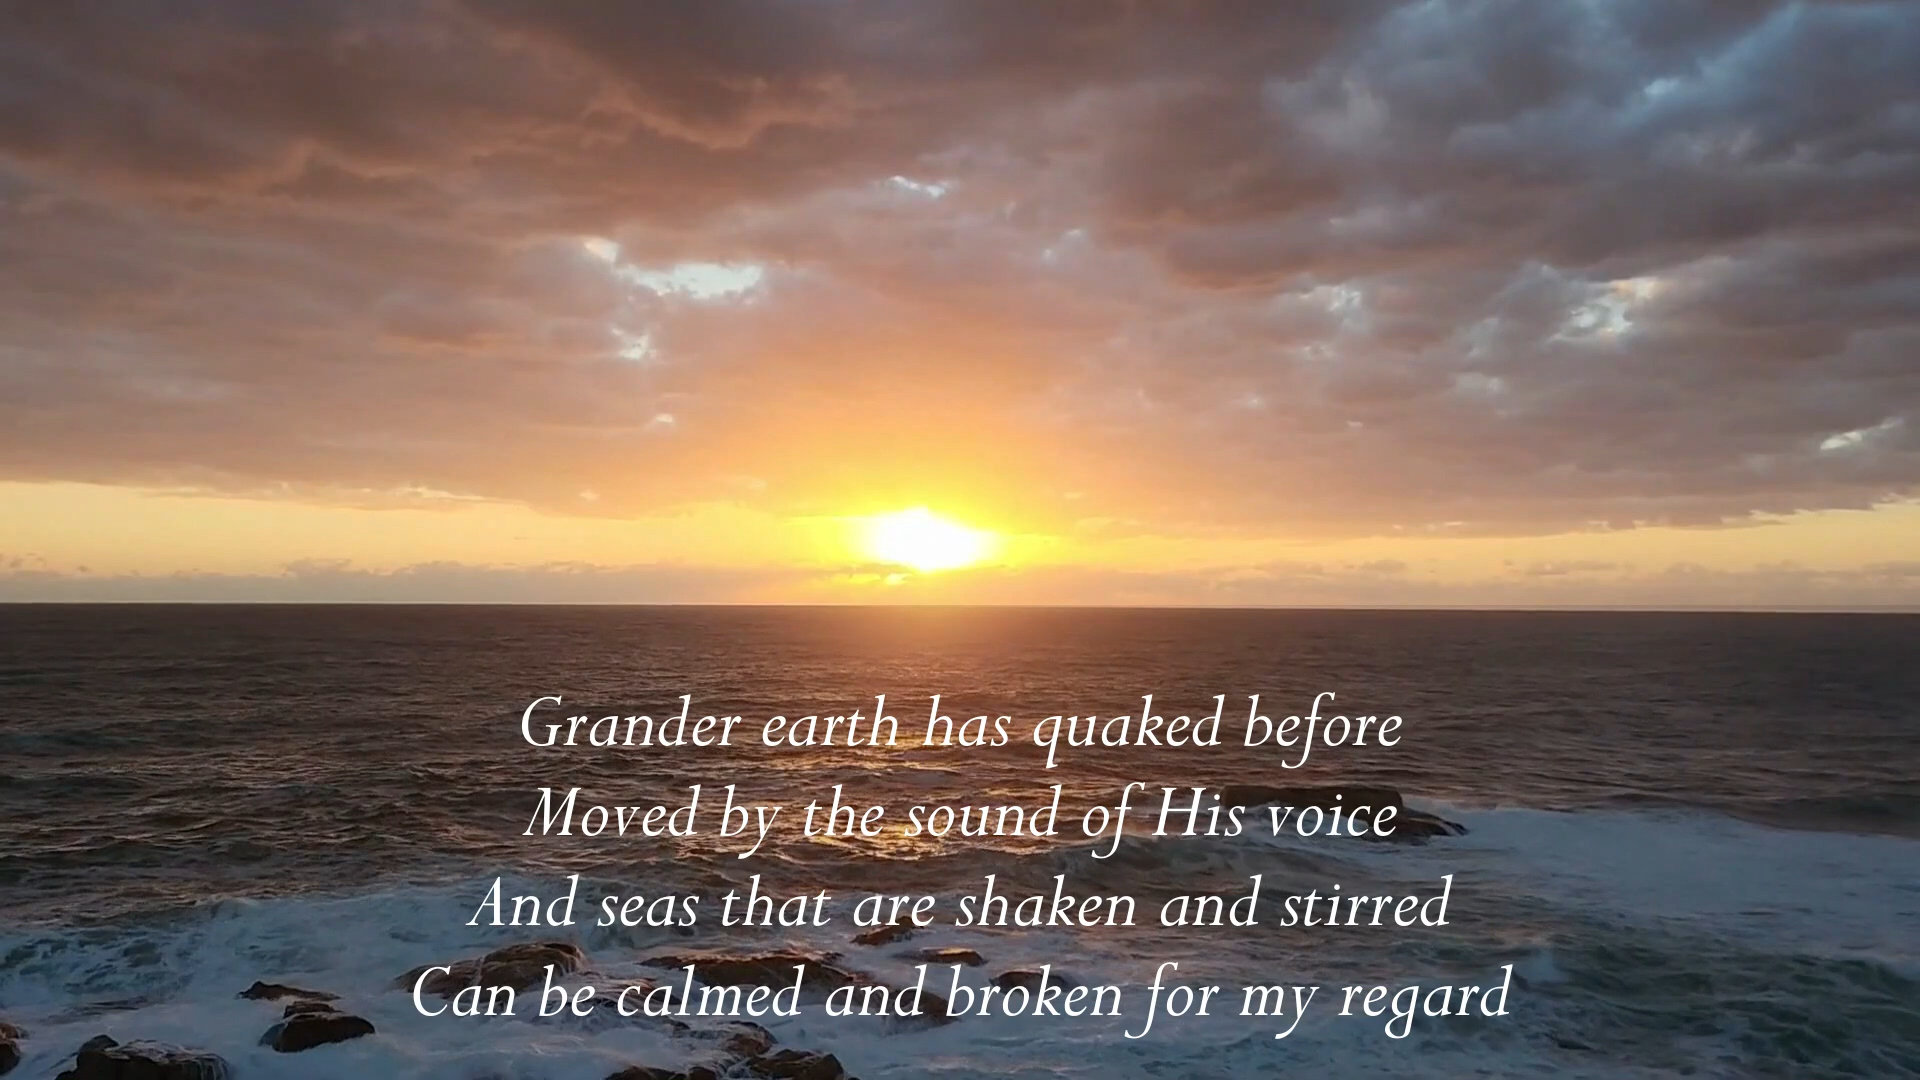 Grander earth has quaked before
Moved by the sound of His voice
And seas that are shaken and stirred
Can be calmed and broken for my regard